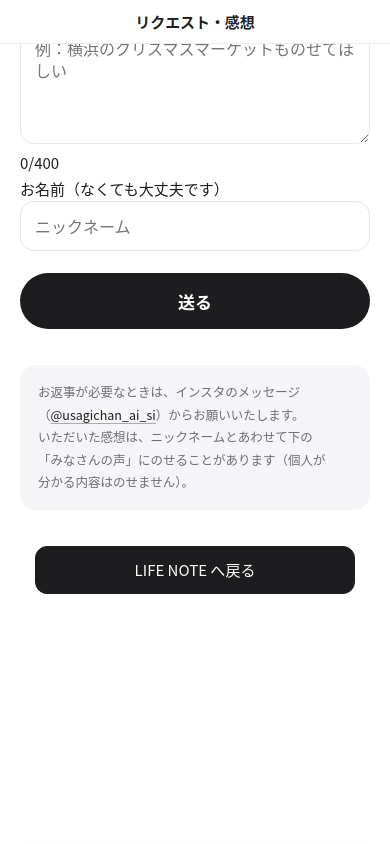 リクエスト・感想
例：横浜のクリスマスマーケットものせてほ
しい
0/400
お名前（なくても大丈夫です）
ニックネーム
送る
お返事が必要なときは、インスタのメッセージ
（@usagichan_ai_si）からお願いいたします。
いただいた感想は、ニックネームとあわせて下の
「みなさんの声」にのせることがあります（個人が
分かる内容はのせません）。
LIFE NOTE へ戻る